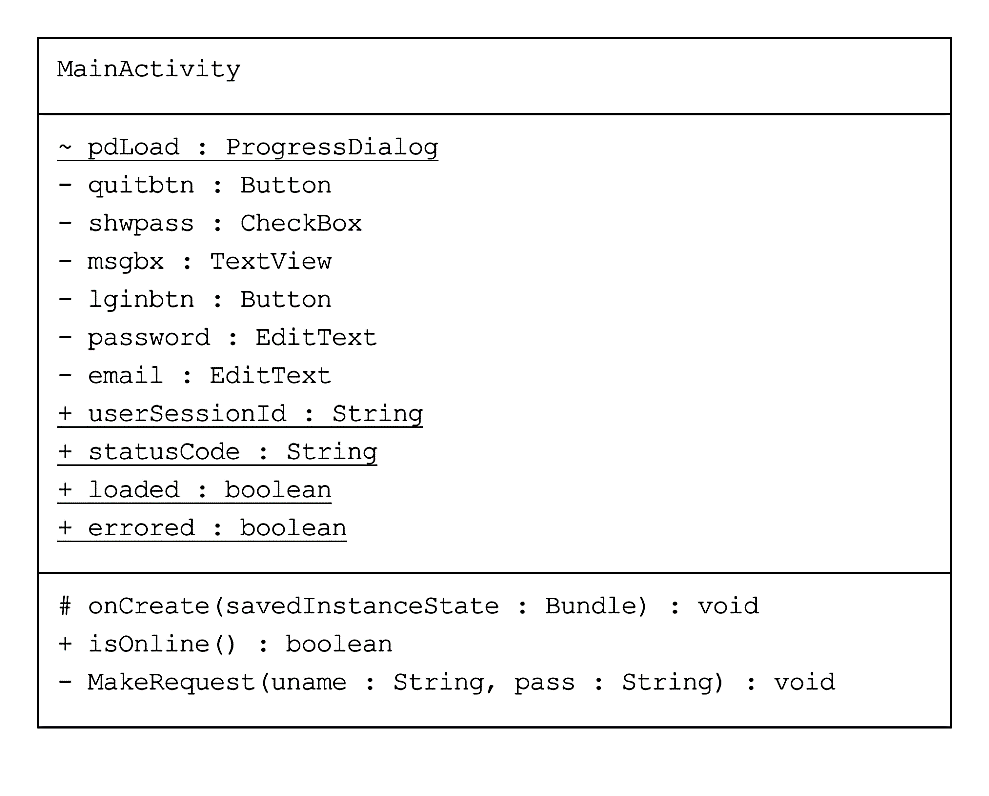 MainActivity
~ pdLoad : ProgressDialog
- quitbtn : Button
- shwpass : CheckBox
- msgbx : TextView
- lginbtn : Button
- password : EditText
- email : EditText
+ userSessionId : String
+ statusCode : String
+ loaded : boolean
+ errored : boolean
# onCreate(savedInstanceState : Bundle) : void
+ isOnline() : boolean
- MakeRequest(uname : String, pass : String) : void